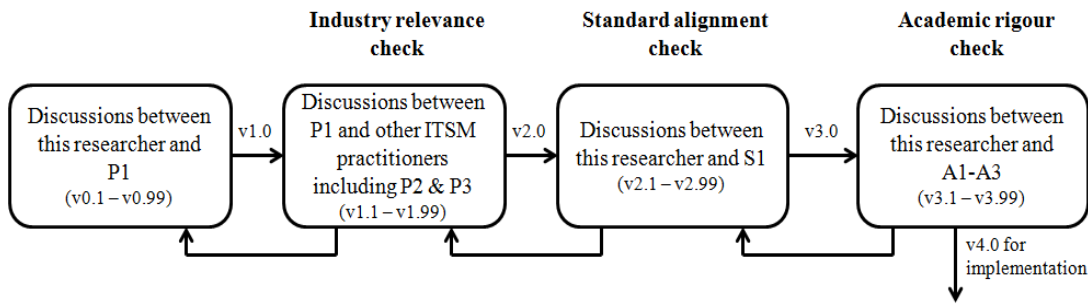 Industry relevance
check
Standard alignment
check
Academic rigour
check
Discussions between
this researcher and
P1
(v0.1 – v0.99)
v1.0
Discussions between
P1 and other ITSM
practitioners
including P2 & P3
(v1.1 – v1.99)
v2.0
Discussions between
this researcher and S1
(v2.1 – v2.99)
v3.0
Discussions between
this researcher and
A1-A3
(v3.1 – v3.99)
v4.0 for
implementation